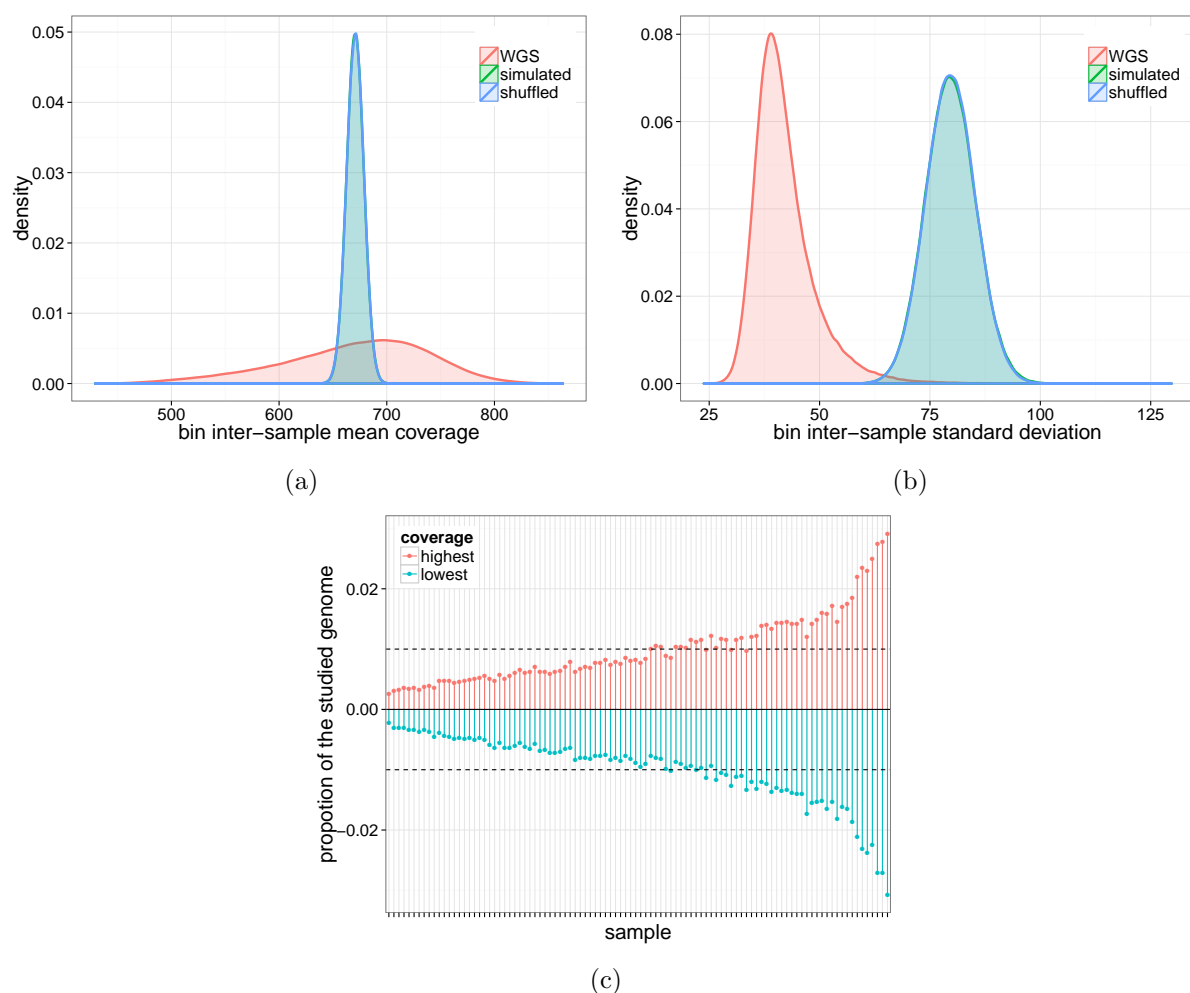 0.05
0.04
0.03
0.02
0.01
0.00
density
500
600
700
800
bin inter−sample mean coverage
WGS
simulated
shuffled
(a)
0.08
0.06
0.04
0.02
0.00
density
25
50
75
100
125
bin inter−sample standard deviation
WGS
simulated
shuffled
(b)
coverage
highest
lowest
0.02
0.00
−0.02
propotion of the studied genome
sample
(c)